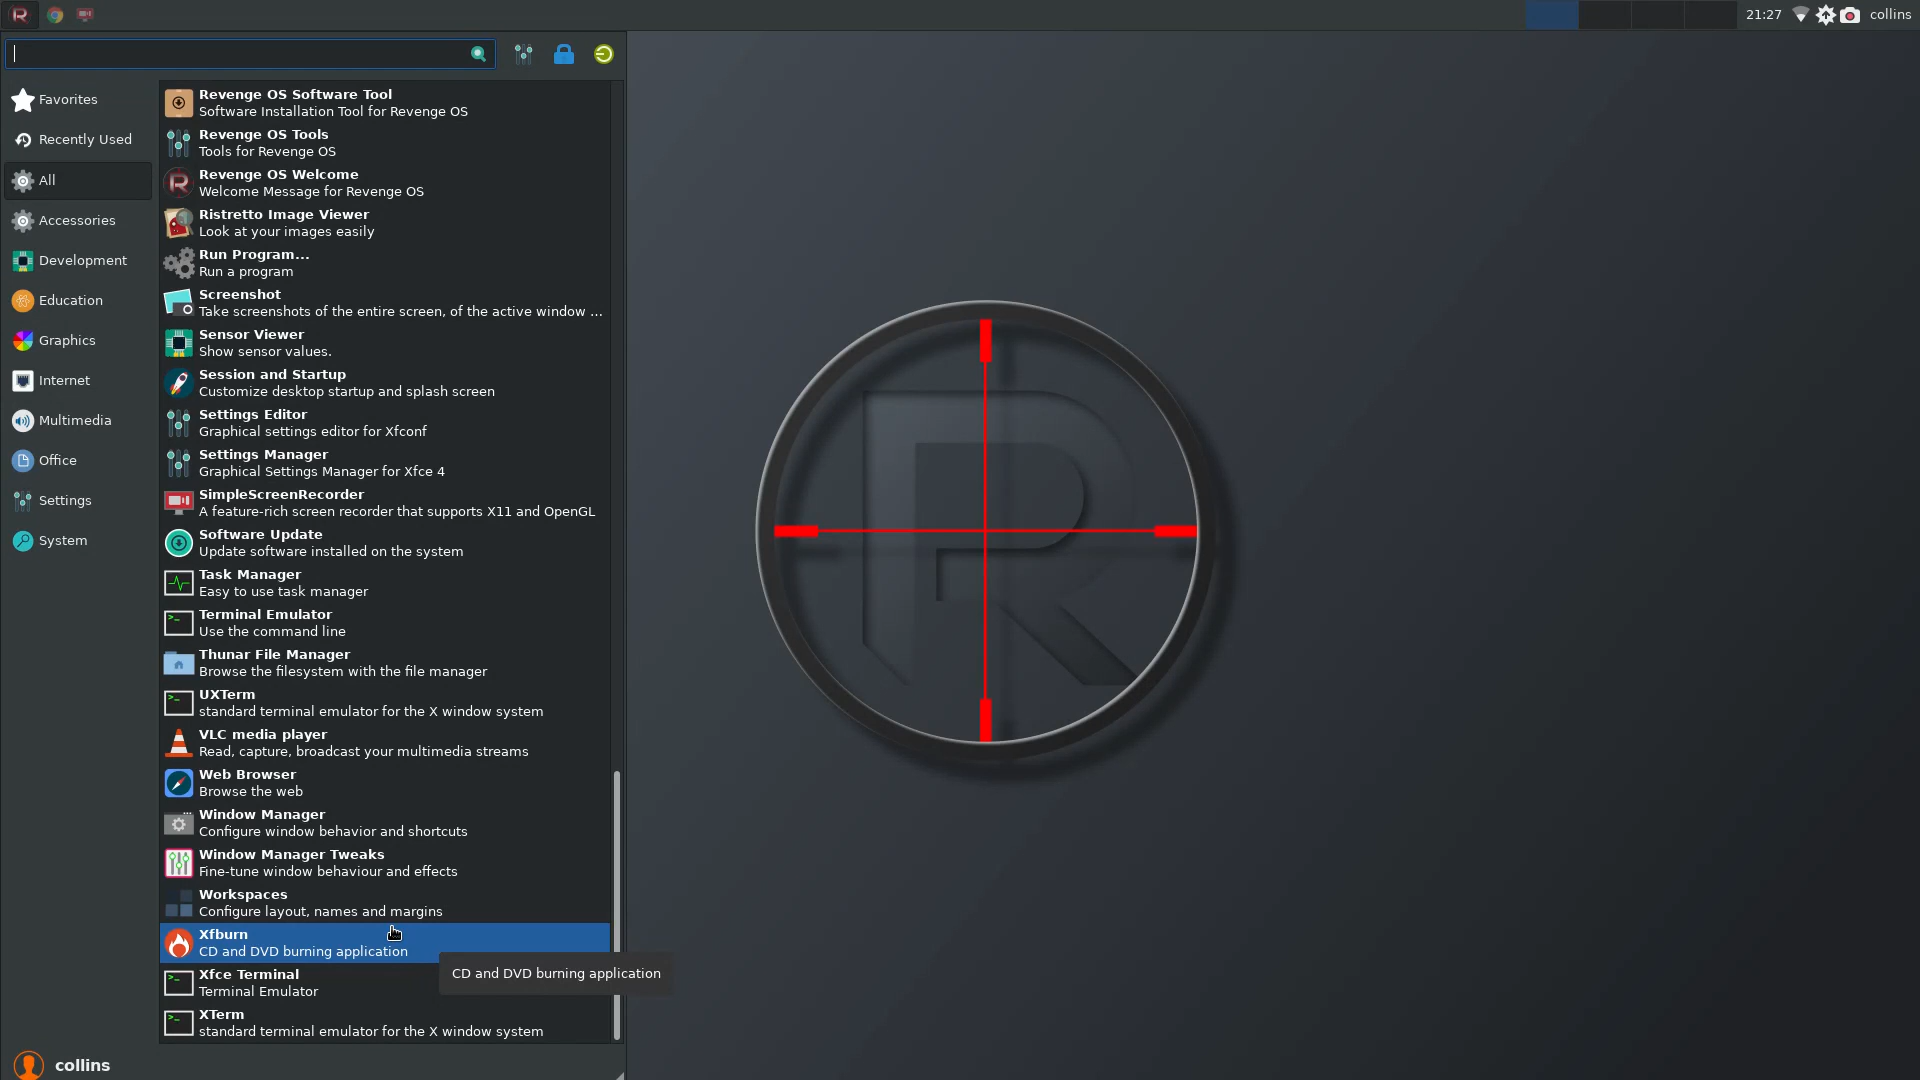 21:27
collins
Favorites
Recently Used
All
Accessories
Development
Education
Graphics
Internet
Multimedia
Office
Settings
System
Revenge OS Software Tool
Software Installation Tool for Revenge OS
Revenge OS Tools
Tools for Revenge OS
Revenge OS Welcome
Welcome Message for Revenge OS
Ristretto Image Viewer
Look at your images easily
Run Program...
Run a program
Screenshot
Take screenshots of the entire screen, of the active window ...
Sensor Viewer
Show sensor values.
Session and Startup
Customize desktop startup and splash screen
Settings Editor
Graphical settings editor for Xfconf
Settings Manager
Graphical Settings Manager for Xfce 4
SimpleScreenRecorder
A feature-rich screen recorder that supports X11 and OpenGL
Software Update
Update software installed on the system
Task Manager
Easy to use task manager
Terminal Emulator
Use the command line
Thunar File Manager
Browse the filesystem with the file manager
UXTerm
standard terminal emulator for the X window system
VLC media player
Read, capture, broadcast your multimedia streams
Web Browser
Browse the web
Window Manager
Configure window behavior and shortcuts
Window Manager Tweaks
Fine-tune window behaviour and effects
Workspaces
Configure layout, names and margins
Xfburn
CD and DVD burning application
CD and DVD burning application
Xfce Terminal
Terminal Emulator
XTerm
standard terminal emulator for the X window system
collins
R